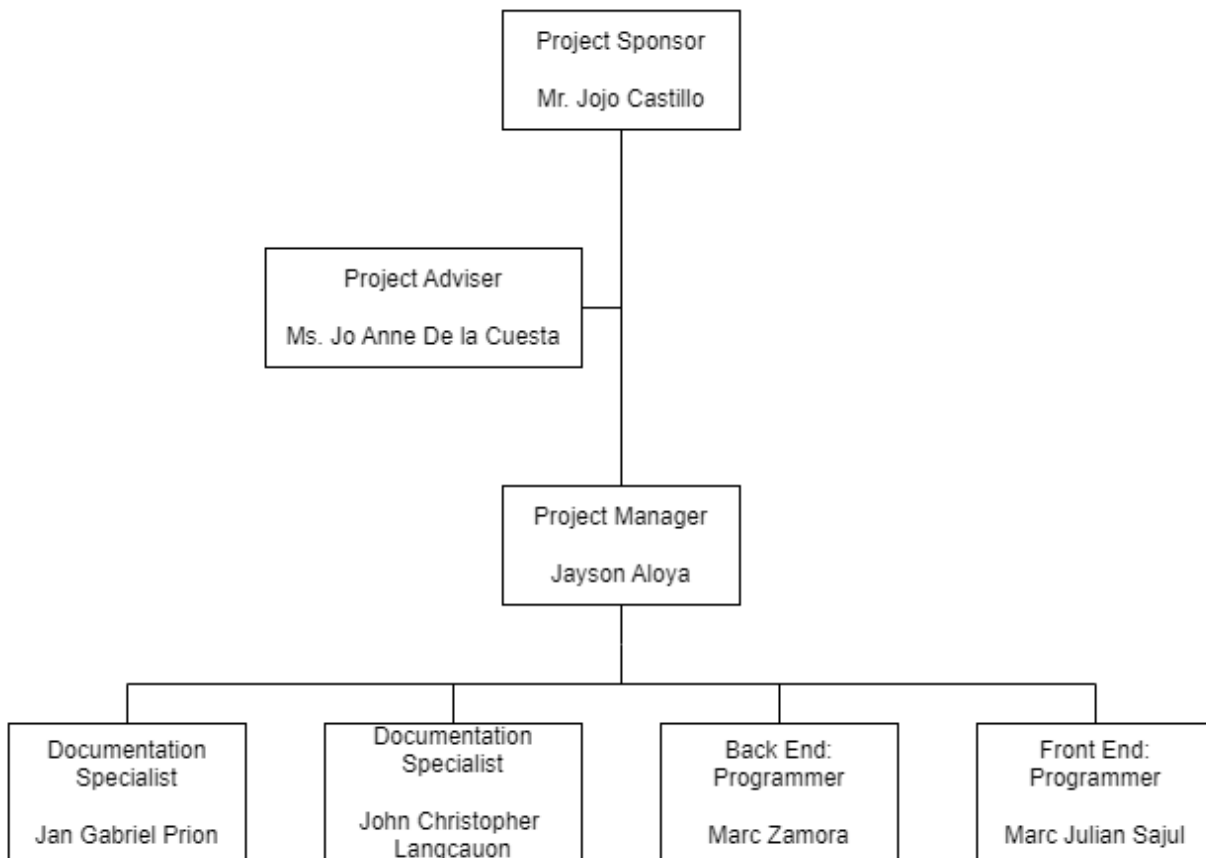 Project Sponsor
Mr. Jojo Castillo
Project Adviser
Ms. Jo Anne De la Cuesta
Project Manager
Jayson Aloya
Documentation
Specialist
Jan Gabriel Prion
Documentation
Specialist
John Christopher
Langcauon
Back End:
Programmer
Marc Zamora
Front End:
Programmer
Marc Julian Sajul